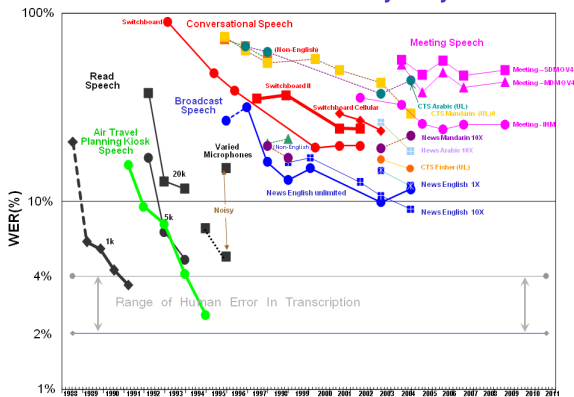 100%
Switchboard
Conversational Speech
(Non-English)
Meeting Speech
Read
Speech
Meeting – SDM OV4
Meeting – MDM OV4
Switchboard II
CTS Arabic (UL)
Broadcast
Speech
Switchboard Cellular
CTS Mandarin (UL)
Meeting – IHM
Air Travel
Planning Kiosk
Speech
Varied
Microphones
(Non-English)
News Mandarin 10X
News Arabic 10X
20k
CTS Fisher (UL)
News English 1X
News English unlimited
News English 10X
10%
Noisy
5k
1k
WER(%)
4%
Range of Human Error In Transcription
2%
1%
1988 1989 1990 1991 1992 1993 1994 1995 1996 1997 1998 1999 2000 2001 2002 2003 2004 2005 2006 2007 2008 2009 2010 2011